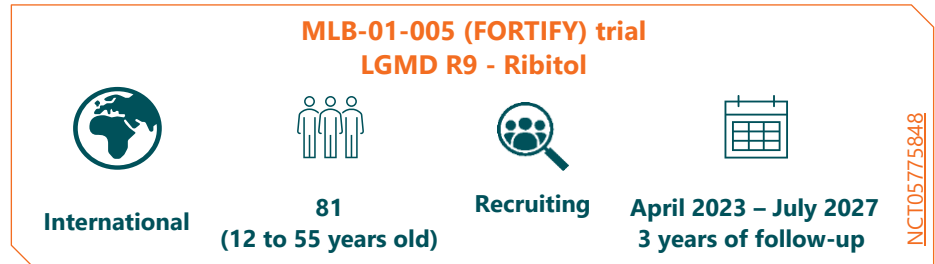 MLB-01-005 (FORTIFY) trial
LGMD R9 - Ribitol
International
81
(12 to 55 years old)
Recruiting
April 2023 – July 2027
3 years of follow-up
NCT05775848